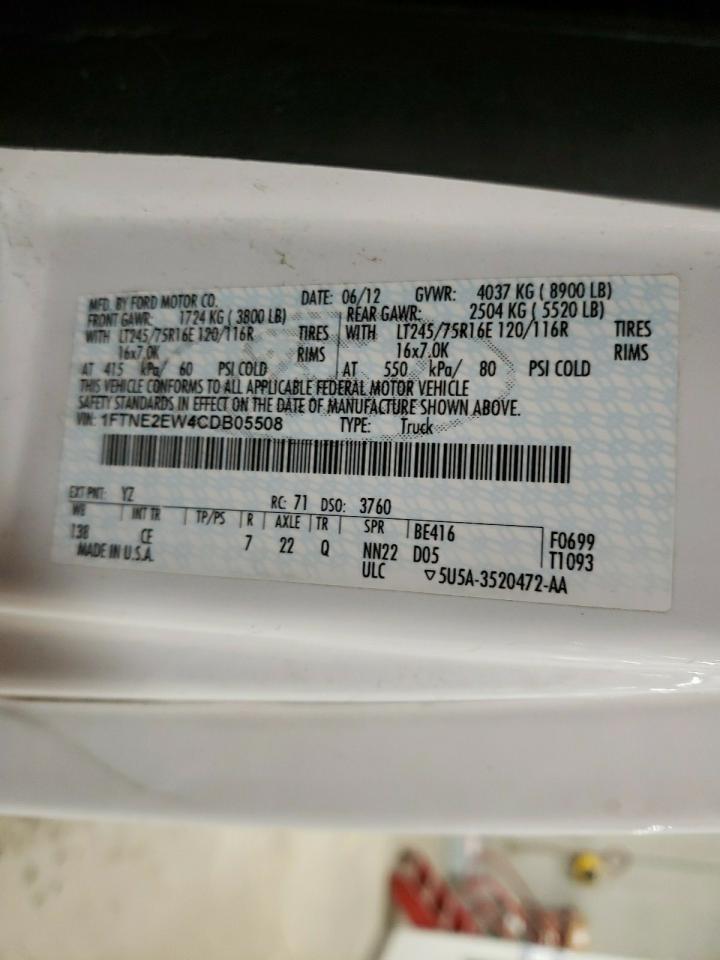 MFD. BY FORD MOTOR CO. DATE: 06/12 GVWR: 4037 KG ( 8900 LB)
FRONT GAWR: 1724 KG ( 3800 LB) REAR GAWR: 2504 KG ( 5520 LB)
WITH LT245/75R16E 120/116R TIRES WITH LT245/75R16E 120/116R TIRES
16x7.0K RIMS 16x7.0K RIMS
AT 415 kPa/ 60 PSI COLD AT 550 kPa/ 80 PSI COLD
THIS VEHICLE CONFORMS TO ALL APPLICABLE FEDERAL MOTOR VEHICLE
SAFETY STANDARDS IN EFFECT ON THE DATE OF MANUFACTURE SHOWN ABOVE.
VIN: 1FTNE2EW4CDB05508 TYPE: Truck
EXT PNT: YZ RC: 71 DSO: 3760
WB INT TR TP/PS R AXLE TR SPR BE416 F0699
138 CE 7 22 Q NN22 D05 T1093
MADE IN U.S.A. ULC ▽5U5A-3520472-AA